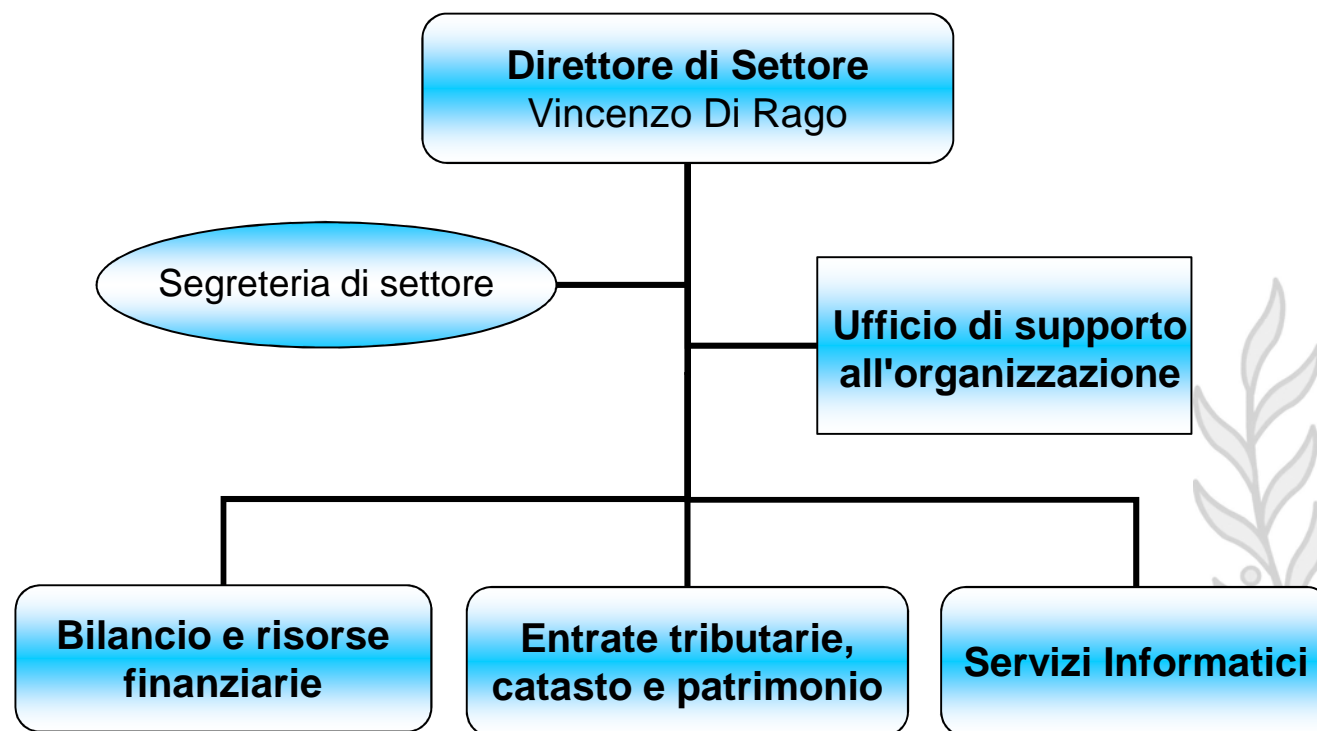 Direttore di Settore
Vincenzo Di Rago
Segreteria di settore
Ufficio di supporto
all'organizzazione
Bilancio e risorse
finanziarie
Entrate tributarie,
catasto e patrimonio
Servizi Informatici